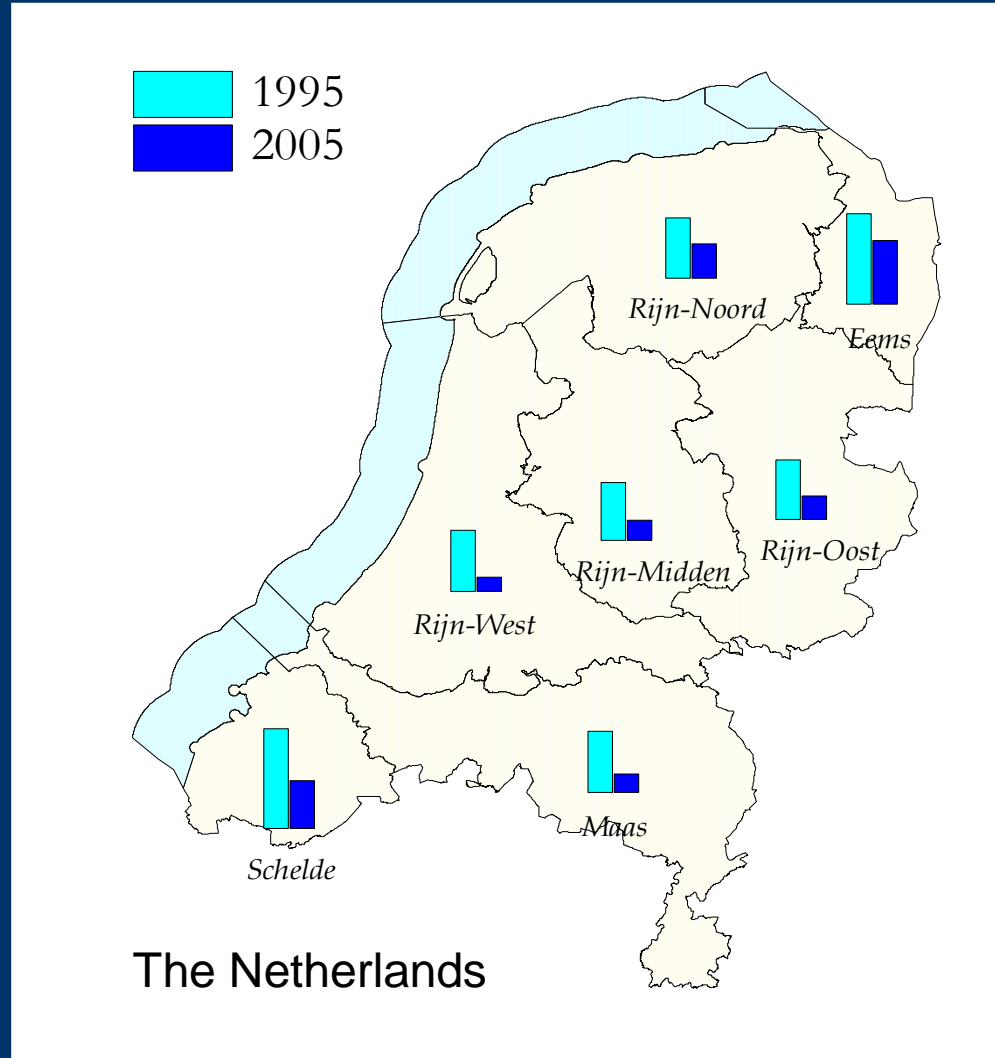 1995
2005
Rijn-Noord
Eems
Rijn-Oost
Rijn-Midden
Rijn-West
Maas
Schelde
The Netherlands